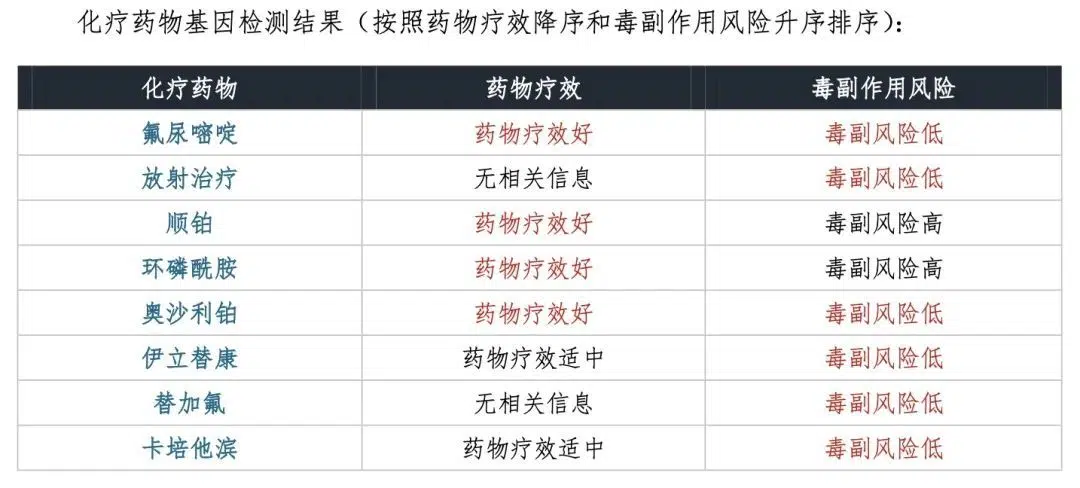 化疗药物基因检测结果（按照药物疗效降序和毒副作用风险升序排序）：
化疗药物 药物疗效 毒副作用风险
氟尿嘧啶 药物疗效好 毒副风险低
放射治疗 无相关信息 毒副风险低
顺铂 药物疗效好 毒副风险高
环磷酰胺 药物疗效好 毒副风险高
奥沙利铂 药物疗效好 毒副风险低
伊立替康 药物疗效适中 毒副风险低
替加氟 无相关信息 毒副风险低
卡培他滨 药物疗效适中 毒副风险低